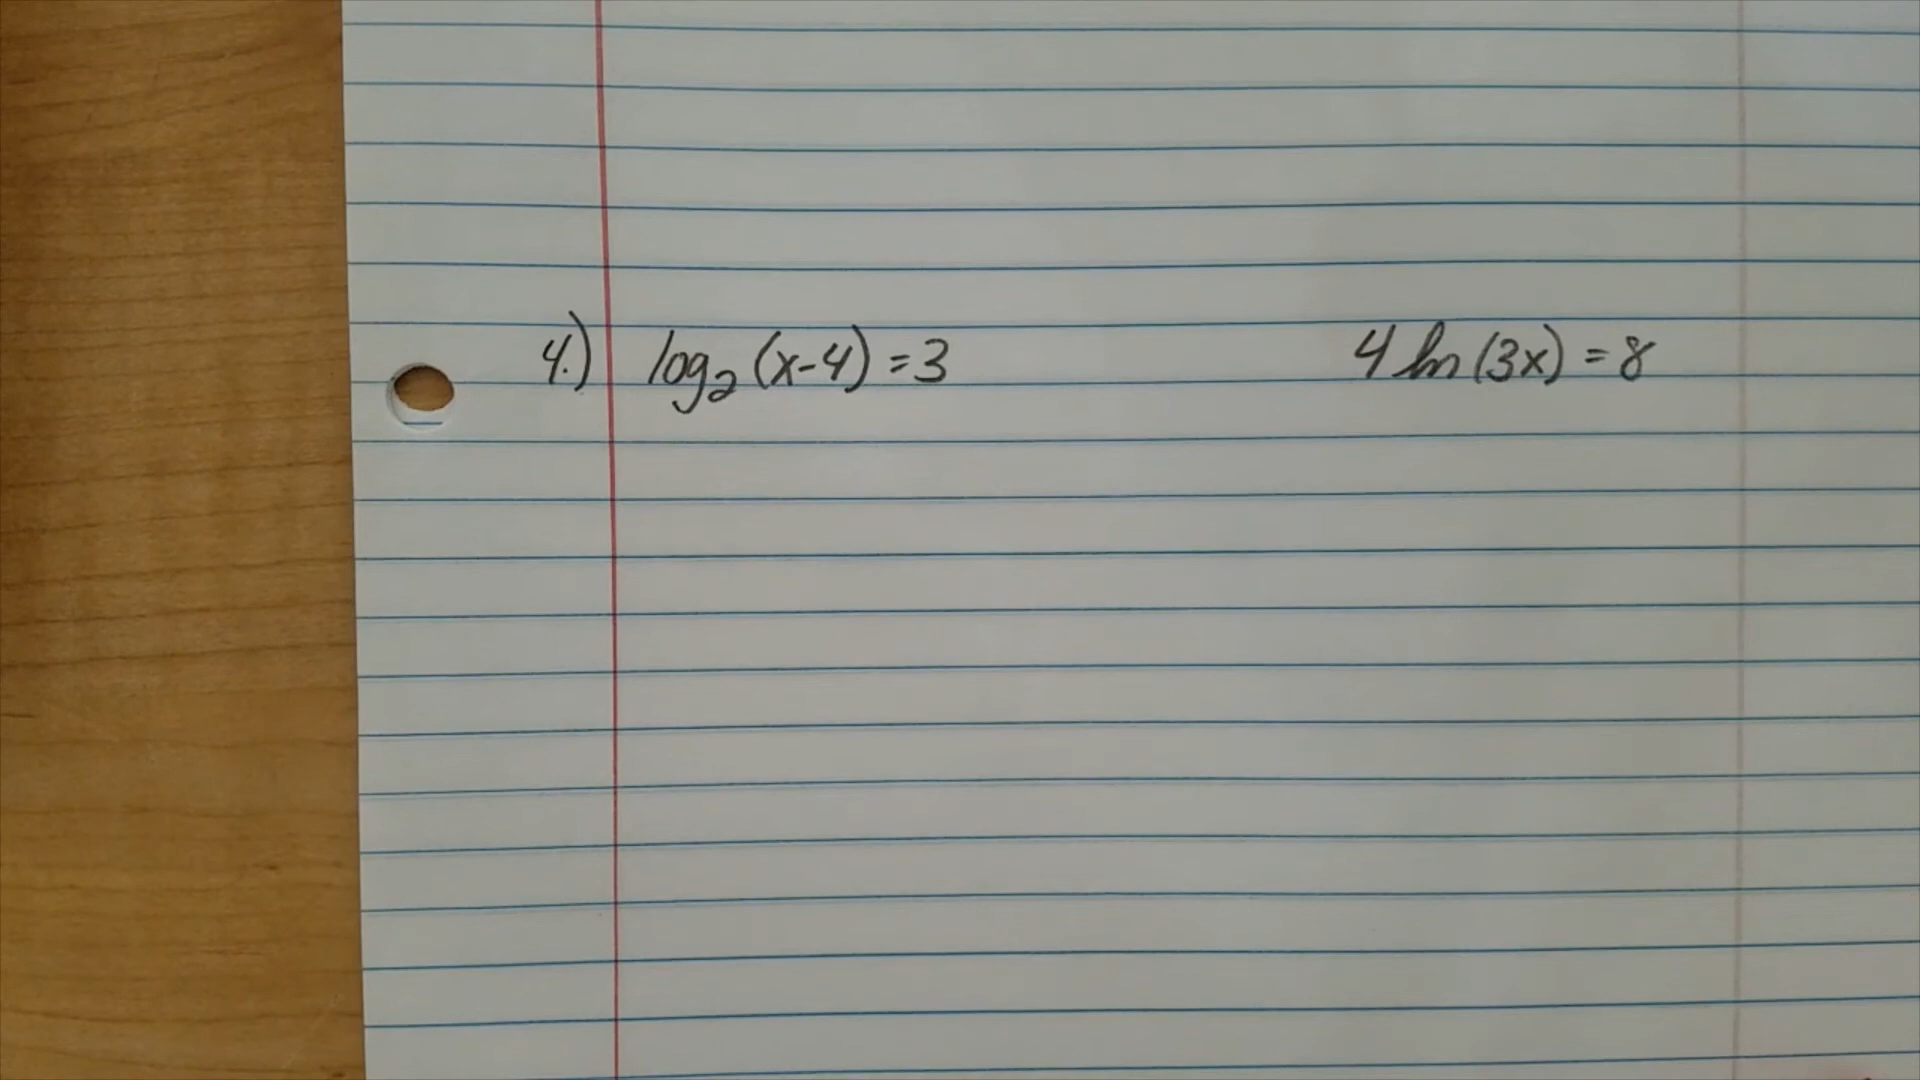 4.) log₂ (x-4) = 3 4 ln (3x) = 8